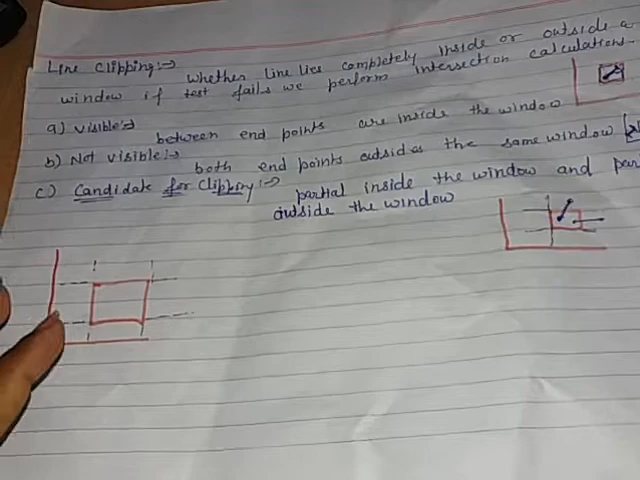 Line Clipping :→
whether line lies completely inside or outside a
window if test fails we perform intersection calculations.
a) Visible :→
between end points are inside the window
b) Not visible :→
both end points outsides the same window
c) Candidate for Clipping :→
partial inside the window and
outside the window